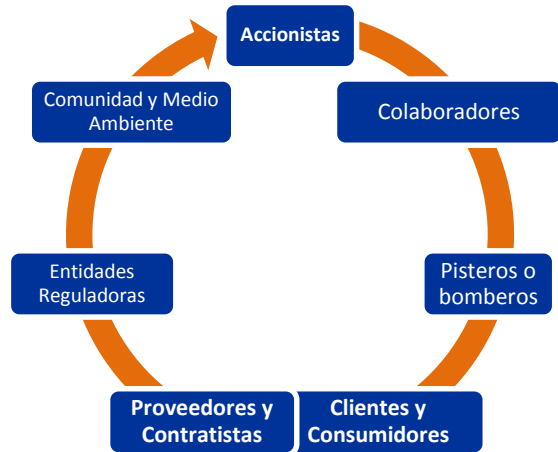 Accionistas
Colaboradores
Pisteros o
bomberos
Clientes y
Consumidores
Proveedores y
Contratistas
Entidades
Reguladoras
Comunidad y Medio
Ambiente